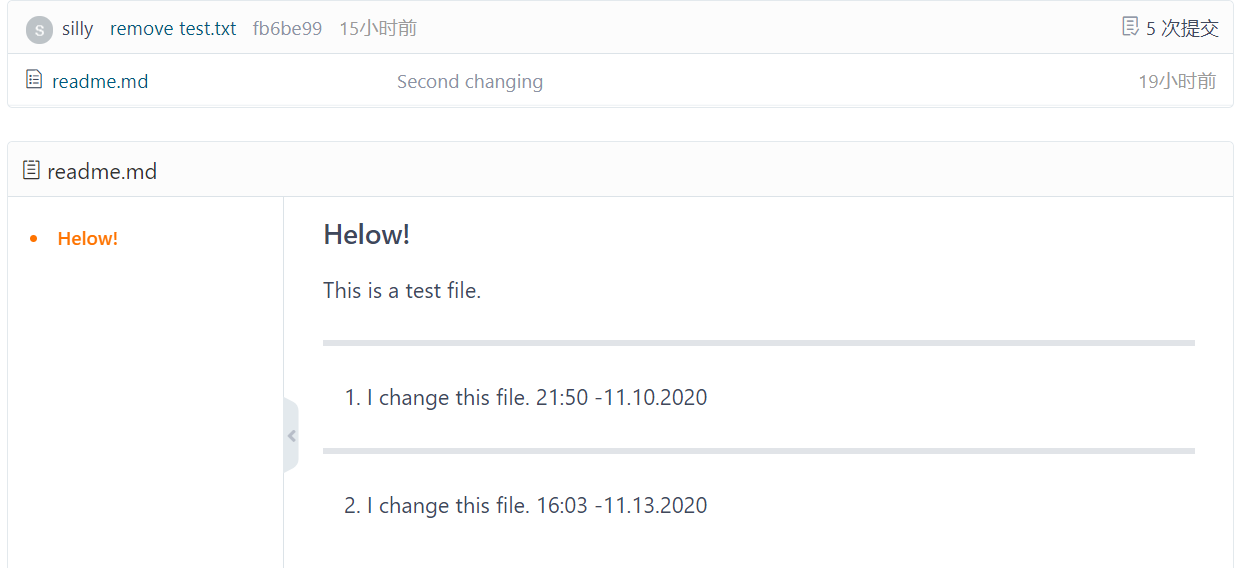 S silly remove test.txt fb6be99 15小时前 5 次提交
readme.md Second changing 19小时前
readme.md
Helow!
Helow!
This is a test file.
1. I change this file. 21:50 -11.10.2020
2. I change this file. 16:03 -11.13.2020